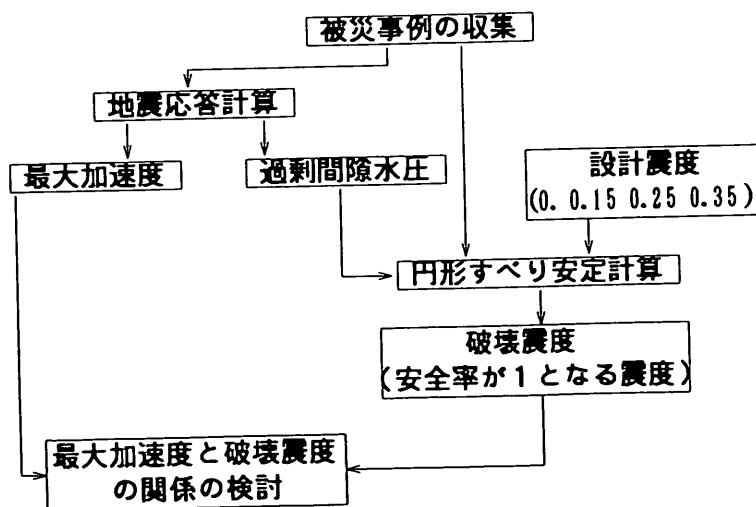 被災事例の収集
地震応答計算
最大加速度
過剰間隙水圧
設計震度
(0. 0.15 0.25 0.35)
円形すべり安定計算
破壊震度
(安全率が1となる震度)
最大加速度と破壊震度
の関係の検討